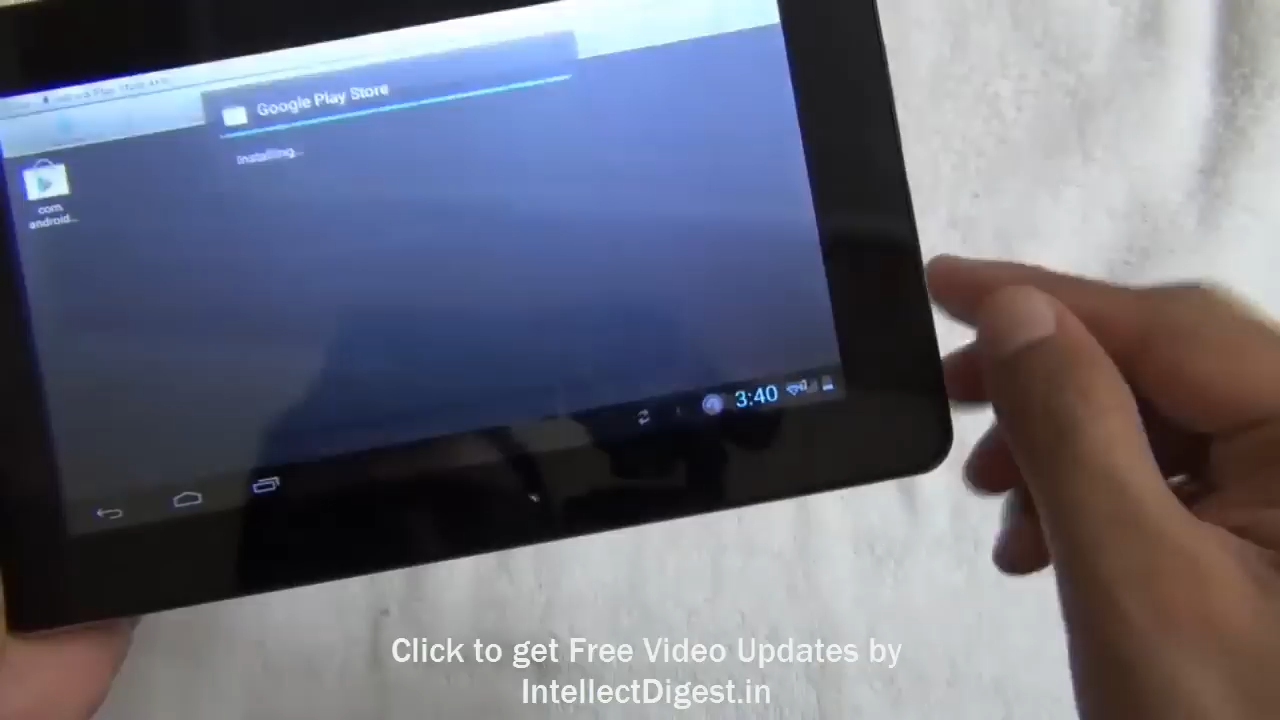 Google Play Store
Installing...
com.
android...
3:40
Click to get Free Video Updates by
IntellectDigest.in